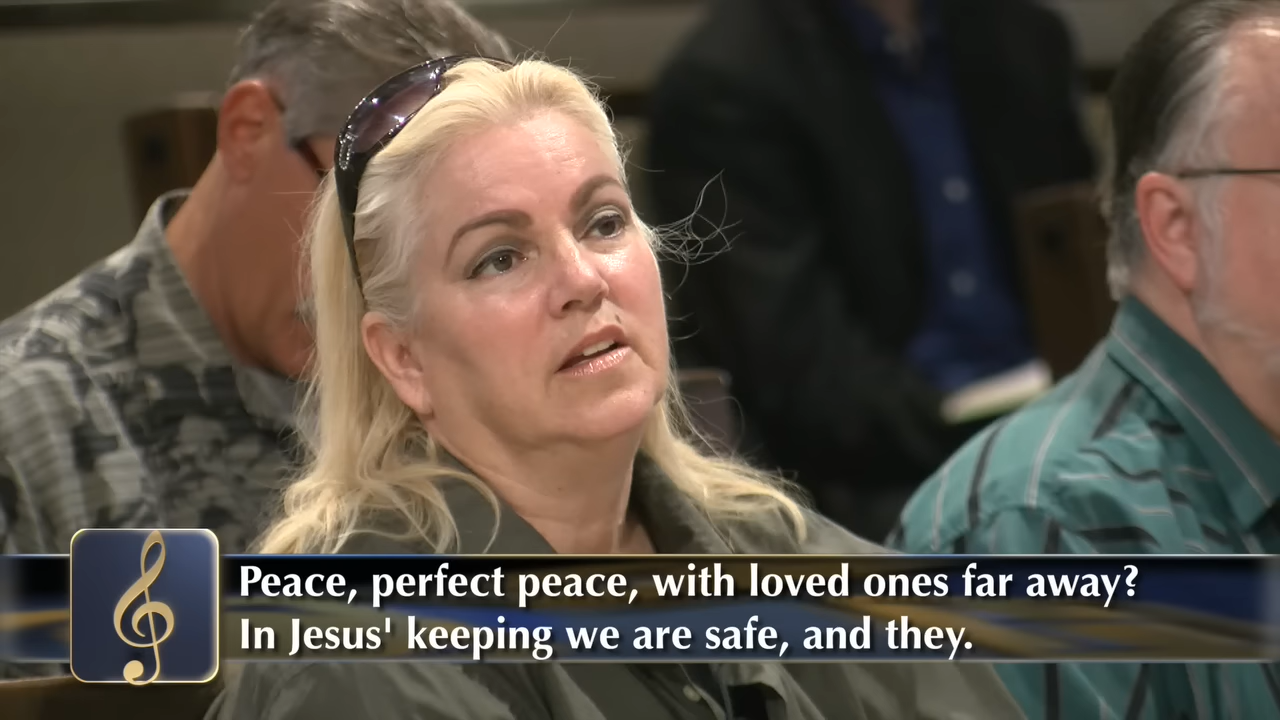 Peace, perfect peace, with loved ones far away?
In Jesus' keeping we are safe, and they.